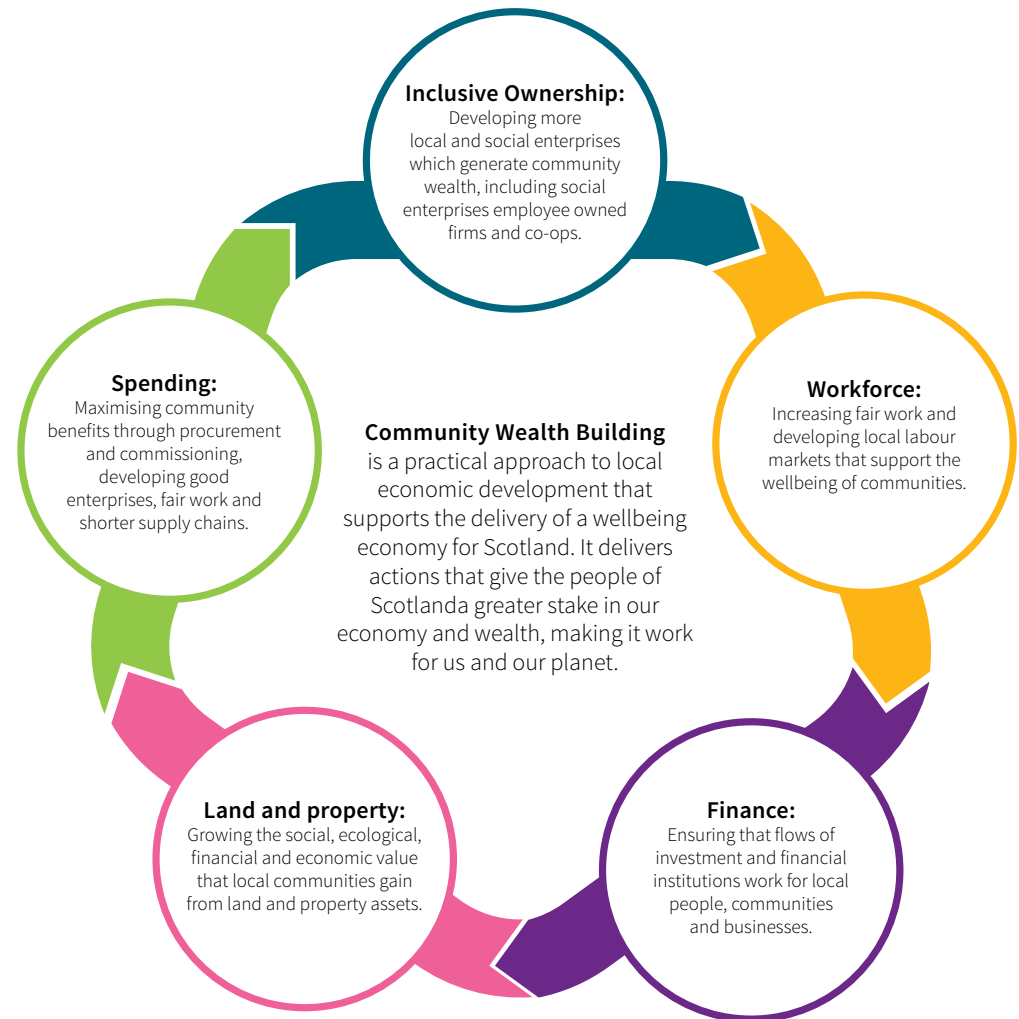 Inclusive Ownership:
Developing more
local and social enterprises
which generate community
wealth, including social
enterprises employee owned
firms and co-ops.
Workforce:
Increasing fair work and
developing local labour
markets that support the
wellbeing of communities.
Finance:
Ensuring that flows of
investment and financial
institutions work for local
people, communities
and businesses.
Land and property:
Growing the social, ecological,
financial and economic value
that local communities gain
from land and property assets.
Spending:
Maximising community
benefits through procurement
and commissioning,
developing good
enterprises, fair work and
shorter supply chains.
Community Wealth Building
is a practical approach to local
economic development that
supports the delivery of a wellbeing
economy for Scotland. It delivers
actions that give the people of
Scotlanda greater stake in our
economy and wealth, making it work
for us and our planet.